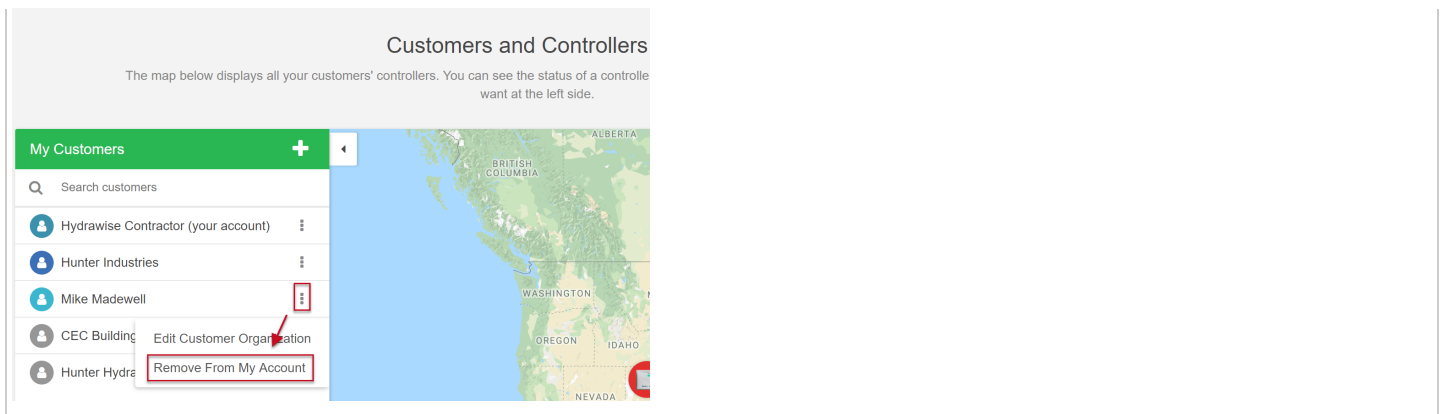 Customers and Controllers
The map below displays all your customers' controllers. You can see the status of a controlle
want at the left side.
My Customers
Search customers
Hydrawise Contractor (your account)
Hunter Industries
Mike Madewell
CEC Building
Edit Customer Organization
Hunter Hydra
Remove From My Account
ALBERTA
BRITISH
COLUMBIA
WASHINGTON
OREGON
IDAHO
NEVADA